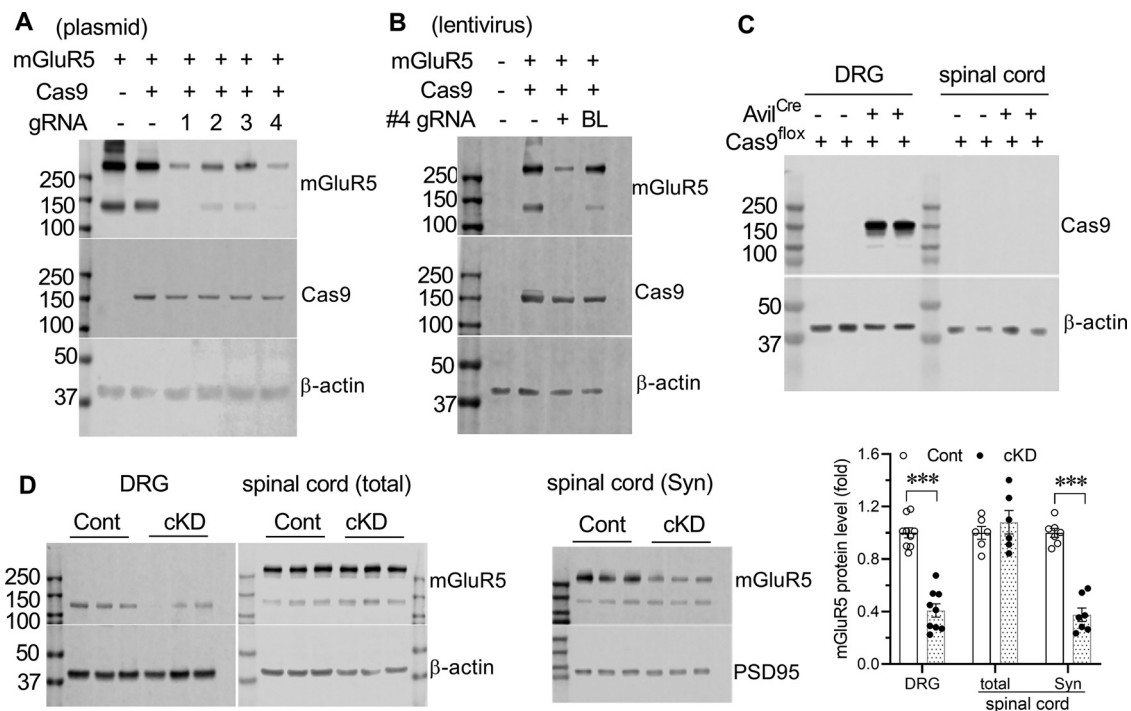 A (plasmid)
mGluR5 + + + + + +
Cas9 - + + + + +
gRNA - - 1 2 3 4
250
150
100
mGluR5
250
150
100
Cas9
50
37
β-actin
B (lentivirus)
mGluR5 - + + +
Cas9 - + + +
#4 gRNA - - + BL
250
150
100
mGluR5
250
150
100
Cas9
50
37
β-actin
C
DRG spinal cord
AvilCre - - + + - - + +
Cas9flox + + + + + + + +
250
150
100
Cas9
50
37
β-actin
D
DRG spinal cord (total) spinal cord (Syn)
Cont cKD Cont cKD Cont cKD
250
150
100
mGluR5
mGluR5
50
37
β-actin
PSD95
Cont cKD
mGluR5 protein level (fold)
1.6
1.2
0.8
0.4
0.0
*** ***
DRG total Syn
spinal cord